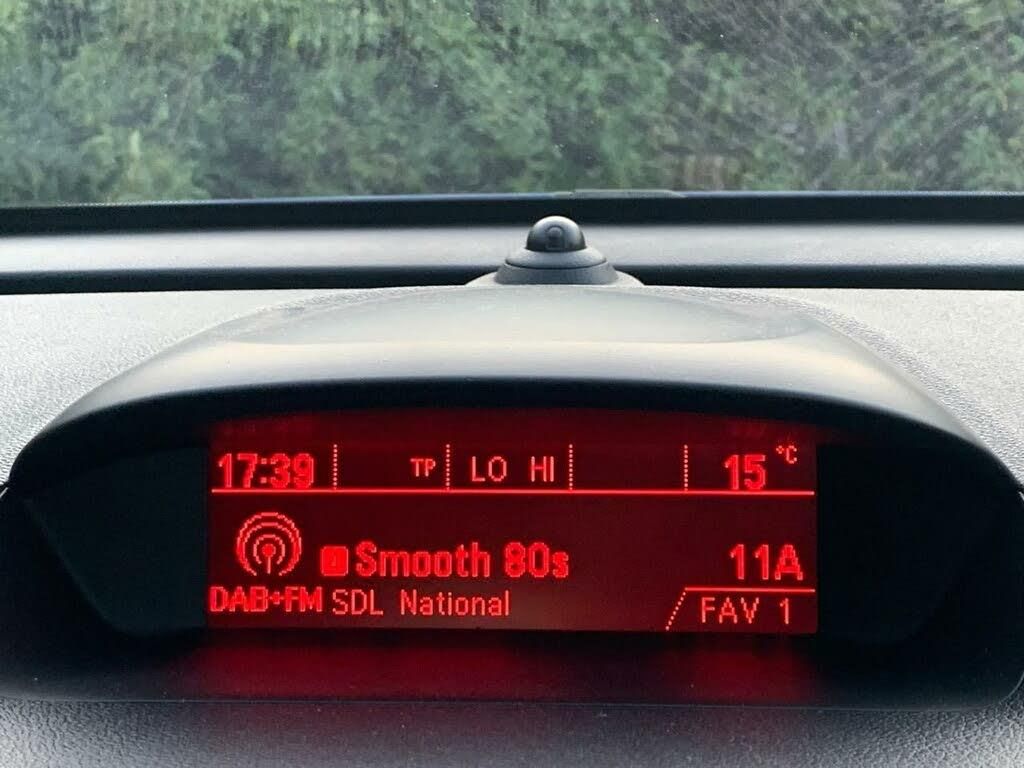 17:39 TP LO HI 15 °C
Smooth 80s 11A
DAB+FM SDL National FAV 1